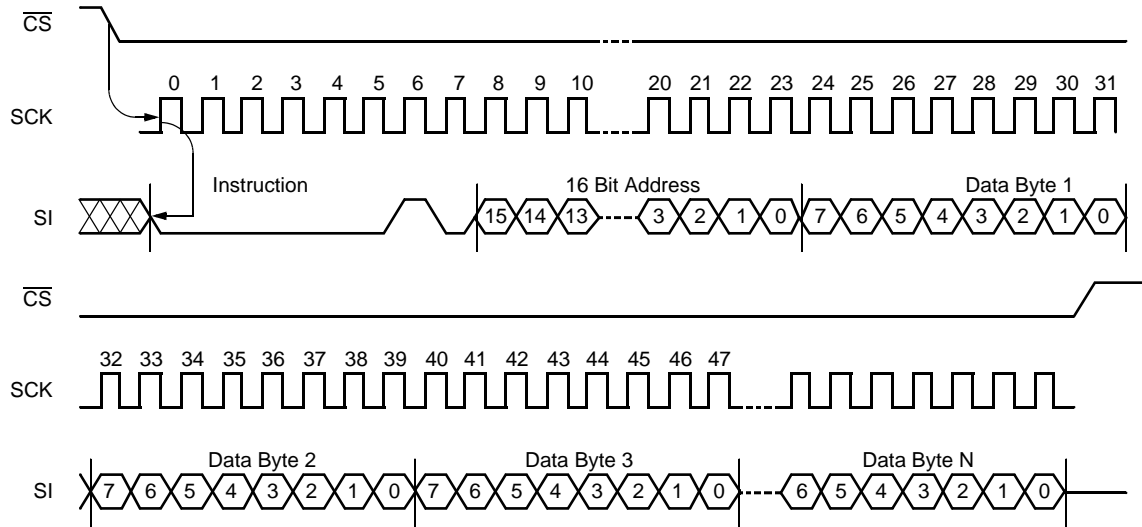 CS
0 1 2 3 4 5 6 7 8 9 10 20 21 22 23 24 25 26 27 28 29 30 31
SCK
Instruction 16 Bit Address Data Byte 1
SI 15 14 13 3 2 1 0 7 6 5 4 3 2 1 0
CS
32 33 34 35 36 37 38 39 40 41 42 43 44 45 46 47
SCK
Data Byte 2 Data Byte 3 Data Byte N
SI 7 6 5 4 3 2 1 0 7 6 5 4 3 2 1 0 6 5 4 3 2 1 0